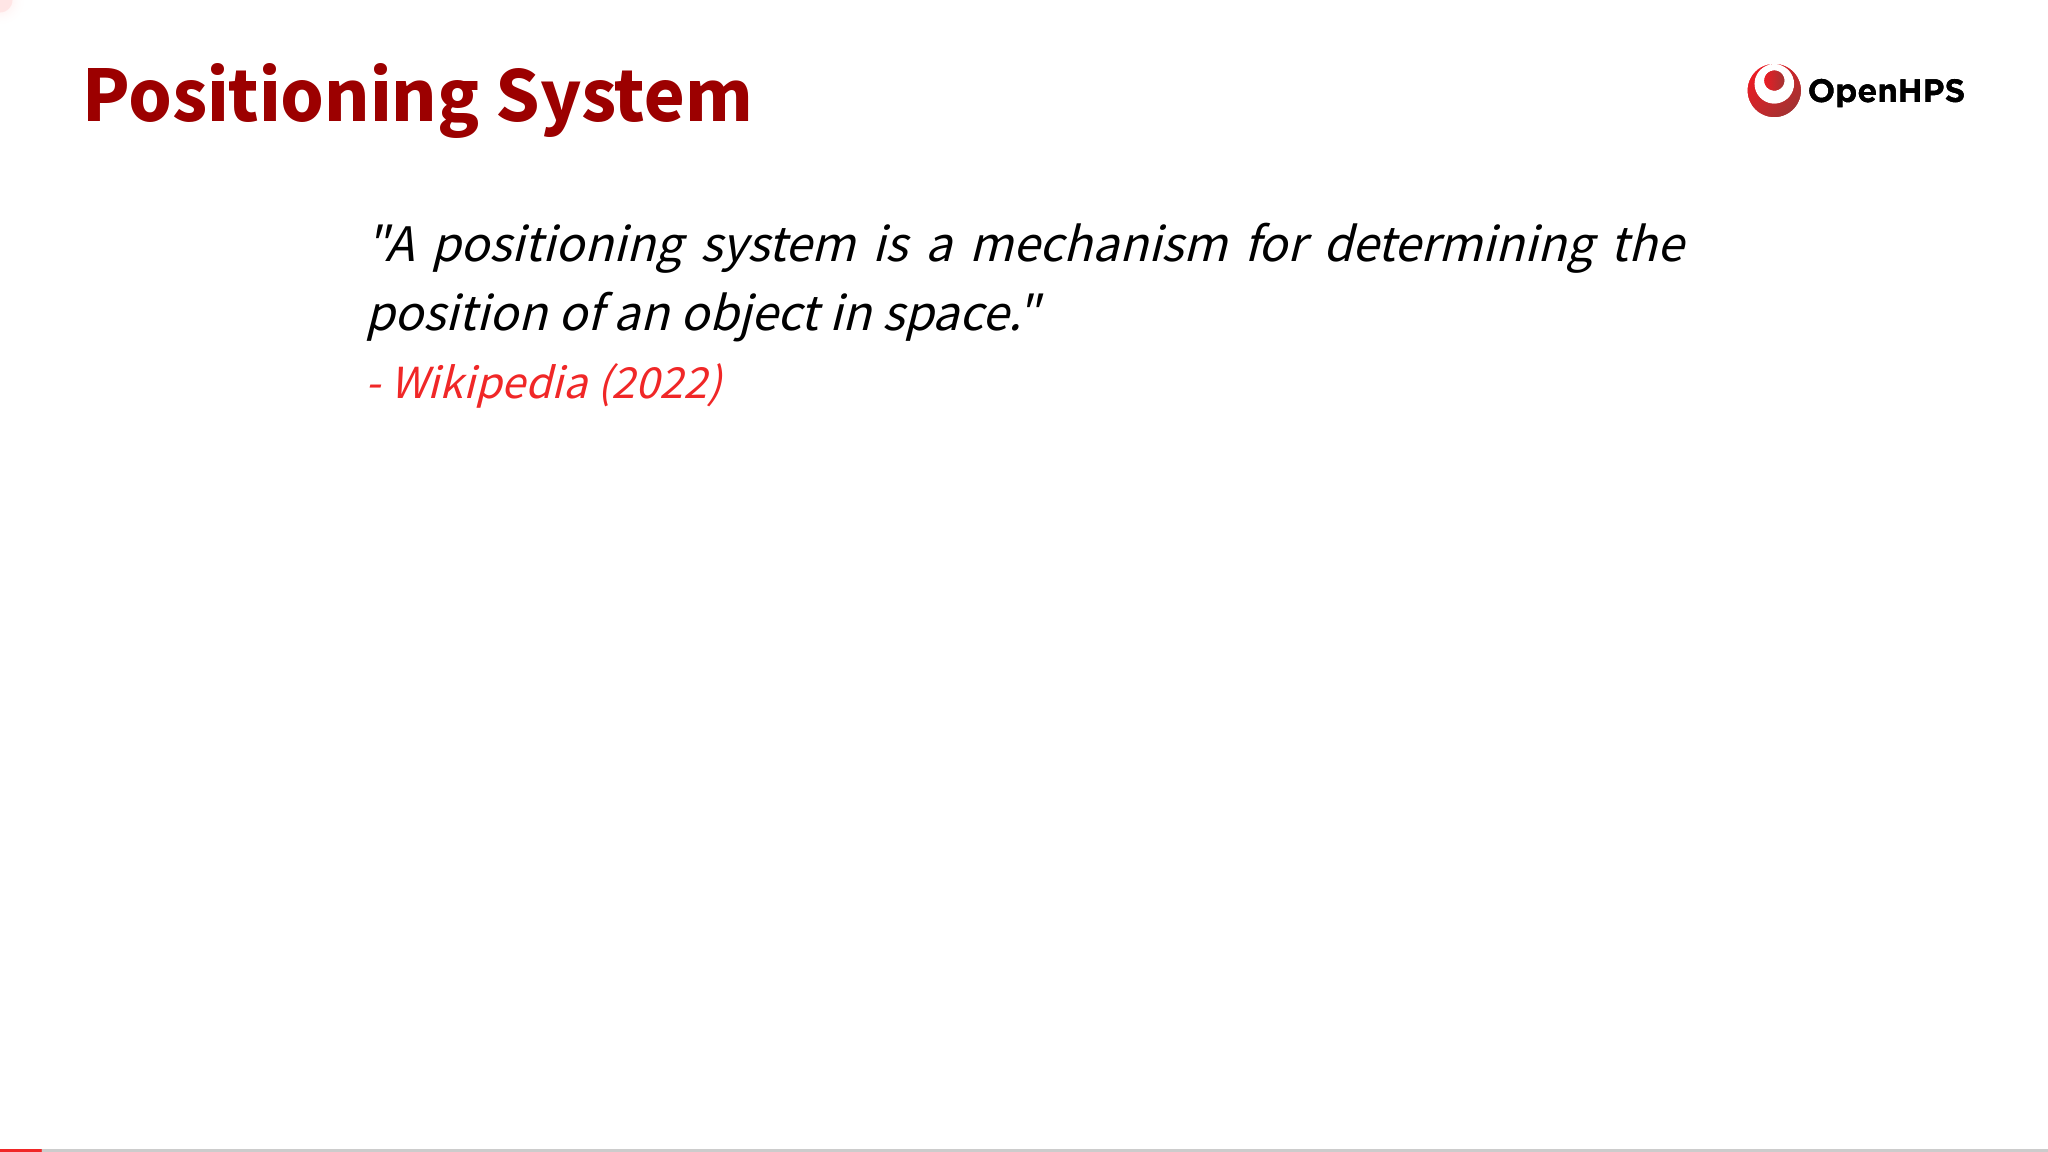 Positioning System
OpenHPS
"A positioning system is a mechanism for determining the
position of an object in space."
- Wikipedia (2022)